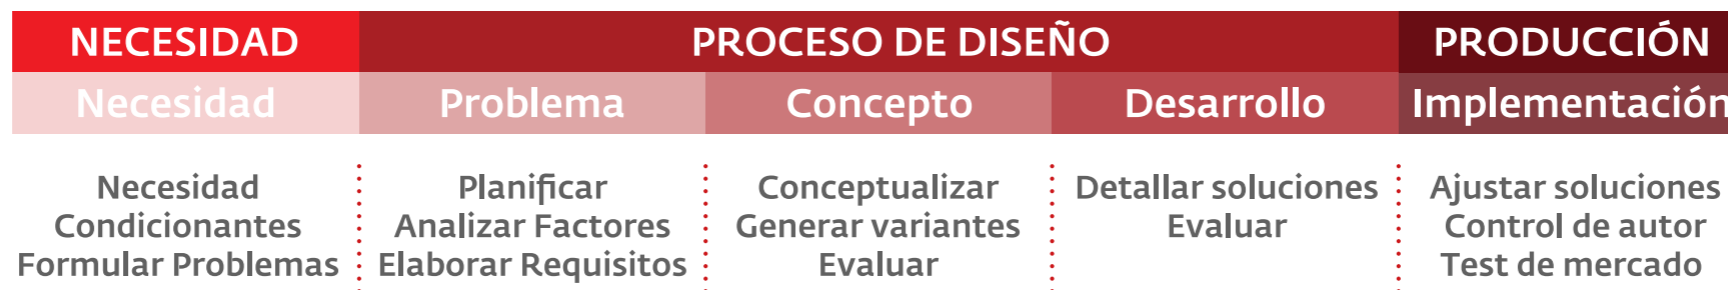 NECESIDAD PROCESO DE DISEÑO PRODUCCIÓN
Necesidad Problema Concepto Desarrollo Implementación
Necesidad Planificar Conceptualizar Detallar soluciones Ajustar soluciones
Condicionantes Analizar Factores Generar variantes Evaluar Control de autor
Formular Problemas Elaborar Requisitos Evaluar Test de mercado